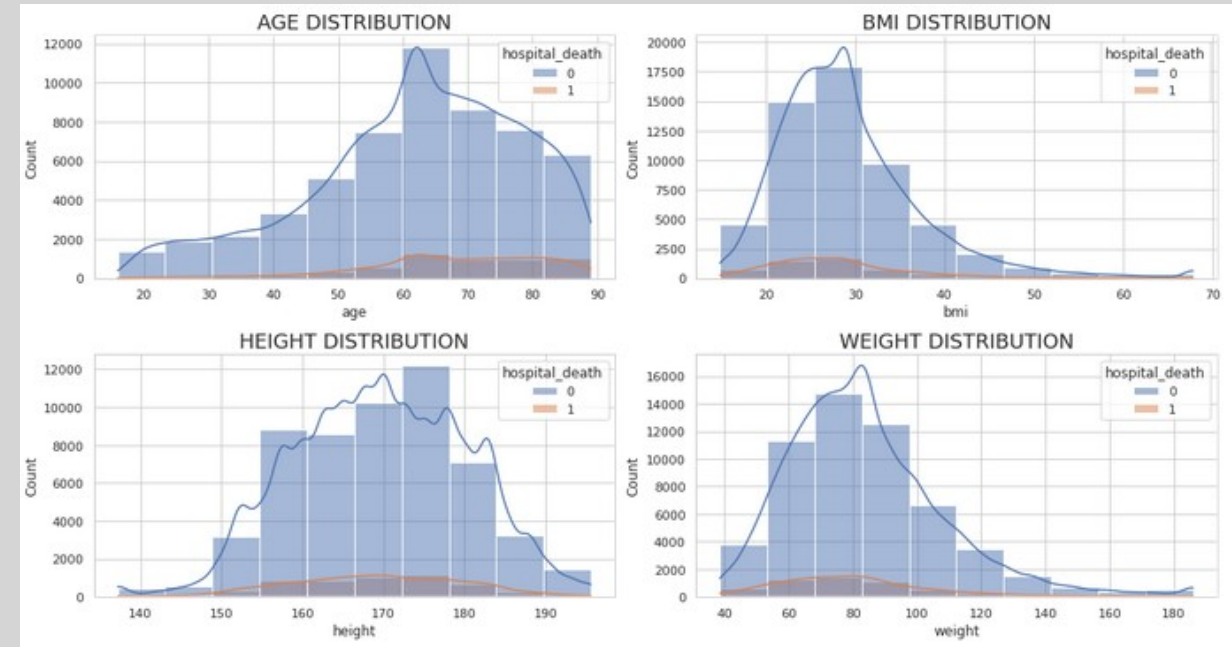 AGE DISTRIBUTION
12000
10000
8000
6000
4000
2000
0
Count
hospital_death
0
1
20 30 40 50 60 70 80 90
age
BMI DISTRIBUTION
20000
17500
15000
12500
10000
7500
5000
2500
0
Count
hospital_death
0
1
20 30 40 50 60 70
bmi
HEIGHT DISTRIBUTION
12000
10000
8000
6000
4000
2000
0
Count
hospital_death
0
1
140 150 160 170 180 190
height
WEIGHT DISTRIBUTION
16000
14000
12000
10000
8000
6000
4000
2000
0
Count
hospital_death
0
1
40 60 80 100 120 140 160 180
weight